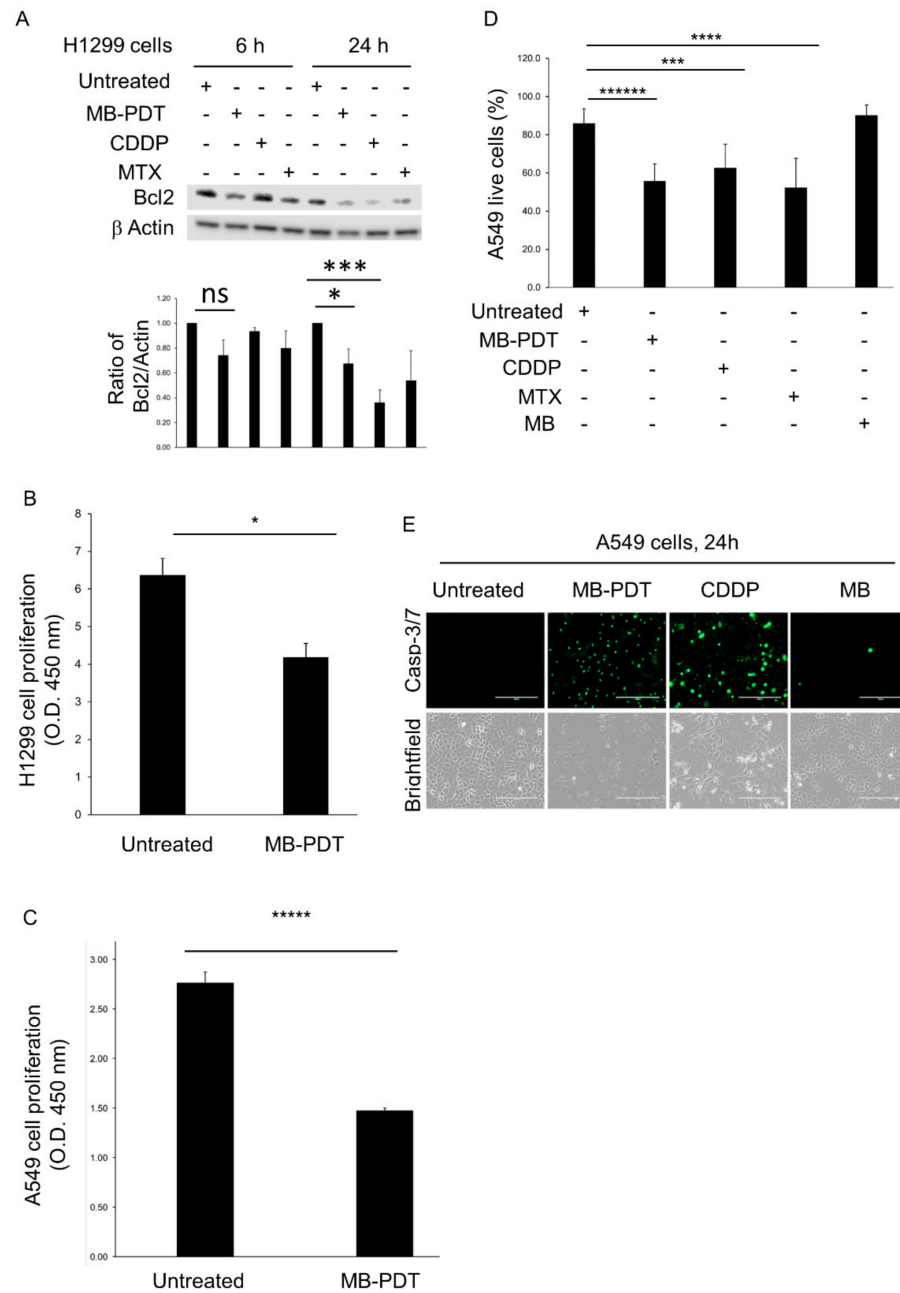 A
H1299 cells 6 h 24 h
Untreated + - - - + - - -
MB-PDT - + - - - + - -
CDDP - - + - - - + -
MTX - - - + - - - +
Bcl2
β Actin
ns * ***
Ratio of
Bcl2/Actin
1.20
1.00
0.80
0.60
0.40
0.20
0.00
B
H1299 cell proliferation
(O.D. 450 nm)
8
7
6
5
4
3
2
1
0
*
Untreated MB-PDT
C
A549 cell proliferation
(O.D. 450 nm)
*****
3.00
2.50
2.00
1.50
1.00
0.50
0.00
Untreated MB-PDT
D
A549 live cells (%)
120.0
100.0
80.0
60.0
40.0
20.0
0.0
****
***
******
Untreated + - - - -
MB-PDT - + - - -
CDDP - - + - -
MTX - - - + -
MB - - - - +
E
A549 cells, 24h
Untreated MB-PDT CDDP MB
Casp-3/7
Brightfield